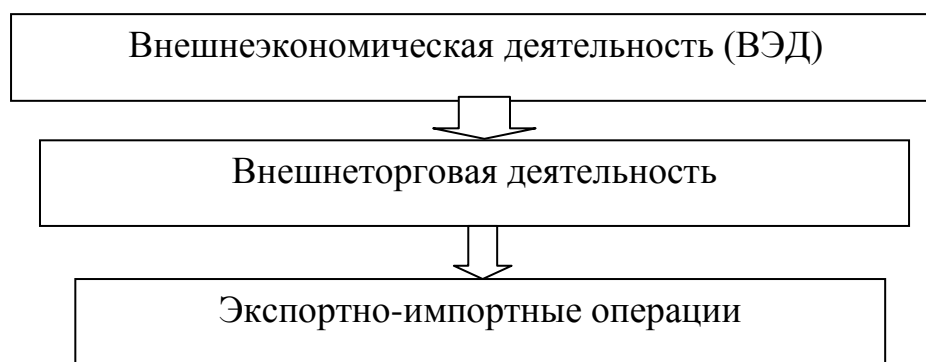 Внешнеэкономическая деятельность (ВЭД)
Внешнеторговая деятельность
Экспортно-импортные операции